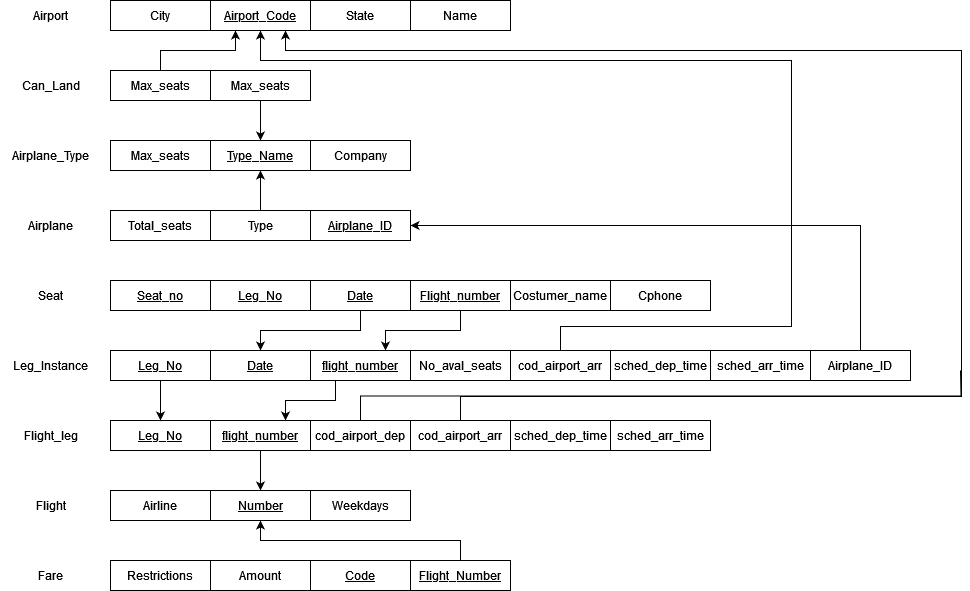 Airport City Airport_Code State Name
Can_Land Max_seats Max_seats
Airplane_Type Max_seats Type_Name Company
Airplane Total_seats Type Airplane_ID
Seat Seat_no Leg_No Date Flight_number Costumer_name Cphone
Leg_Instance Leg_No Date flight_number No_aval_seats cod_airport_arr sched_dep_time sched_arr_time Airplane_ID
Flight_leg Leg_No flight_number cod_airport_dep cod_airport_arr sched_dep_time sched_arr_time
Flight Airline Number Weekdays
Fare Restrictions Amount Code Flight_Number